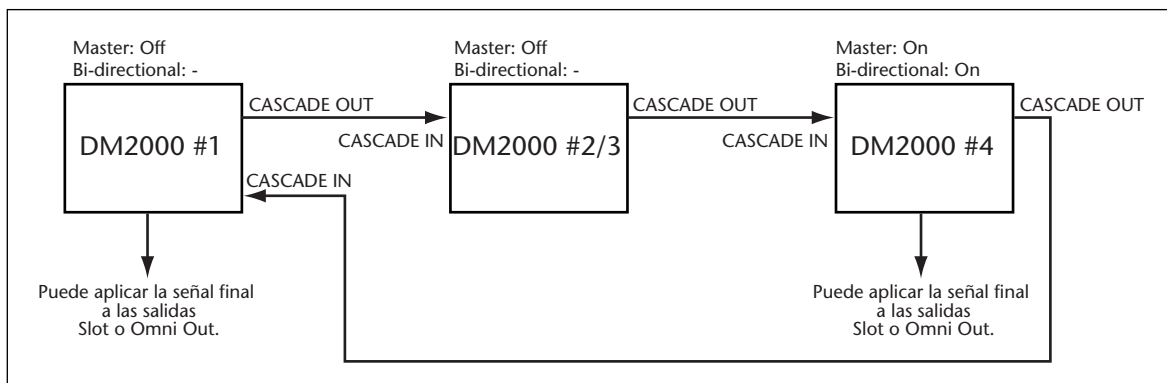 Master: Off
Bi-directional: -
Master: Off
Bi-directional: -
Master: On
Bi-directional: On
CASCADE OUT
CASCADE OUT
CASCADE OUT
DM2000 #1
CASCADE IN
DM2000 #2/3
CASCADE IN
DM2000 #4
CASCADE IN
Puede aplicar la señal final
a las salidas
Slot o Omni Out.
Puede aplicar la señal final
a las salidas
Slot o Omni Out.